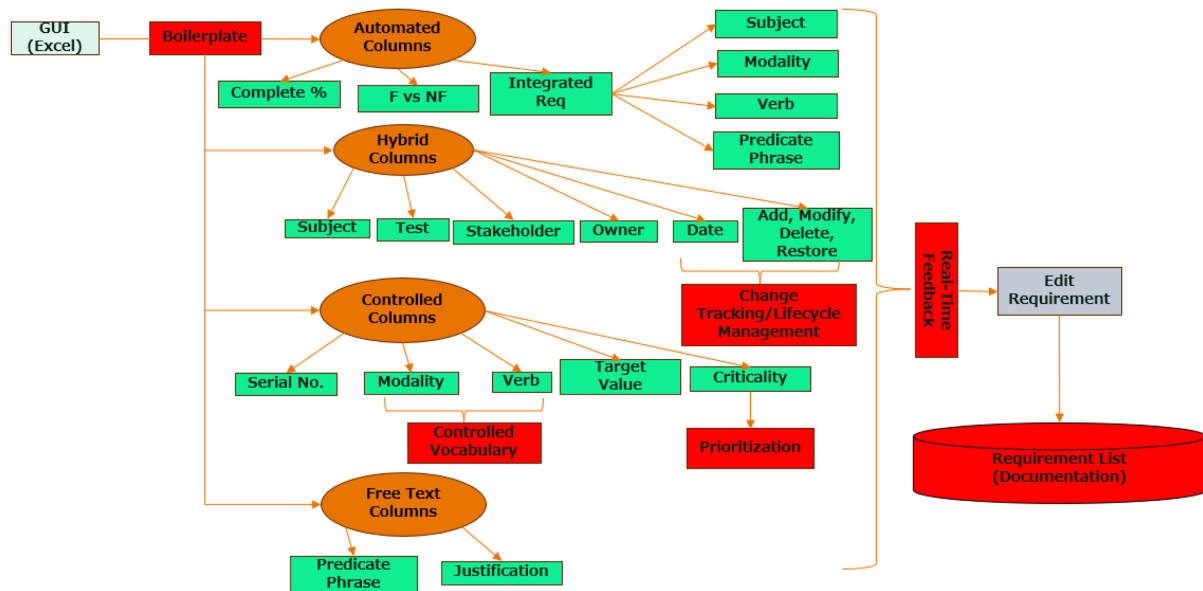 GUI
(Excel)
Boilerplate
Automated
Columns
Subject
Modality
Verb
Predicate
Phrase
Complete %
F vs NF
Integrated
Req
Hybrid
Columns
Subject
Test
Stakeholder
Owner
Date
Add, Modify,
Delete,
Restore
Change
Tracking/Lifecycle
Management
Real-Time
Feedback
Edit
Requirement
Controlled
Columns
Serial No.
Modality
Verb
Target
Value
Criticality
Controlled
Vocabulary
Prioritization
Requirement List
(Documentation)
Free Text
Columns
Predicate
Phrase
Justification